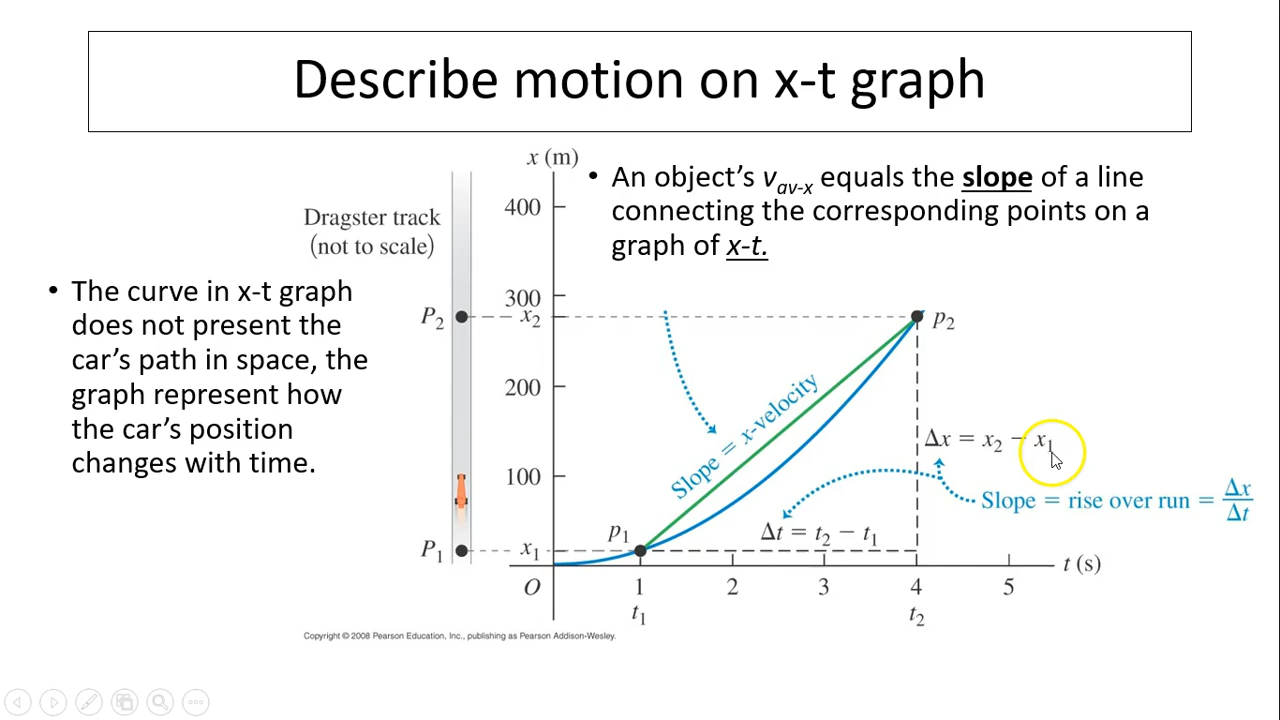 Describe motion on x-t graph
• An object’s vav-x equals the slope of a line
connecting the corresponding points on a
graph of x-t.
• The curve in x-t graph
does not present the
car’s path in space, the
graph represent how
the car’s position
changes with time.
Dragster track
(not to scale)
x (m)
400
300
x2
200
100
x1
O
P2
P1
p2
p1
Slope = x-velocity
Δx = x2 − x1
Slope = rise over run = Δx/Δt
Δt = t2 − t1
t (s)
1 2 3 4 5
t1 t2
Copyright © 2008 Pearson Education, Inc., publishing as Pearson Addison-Wesley.